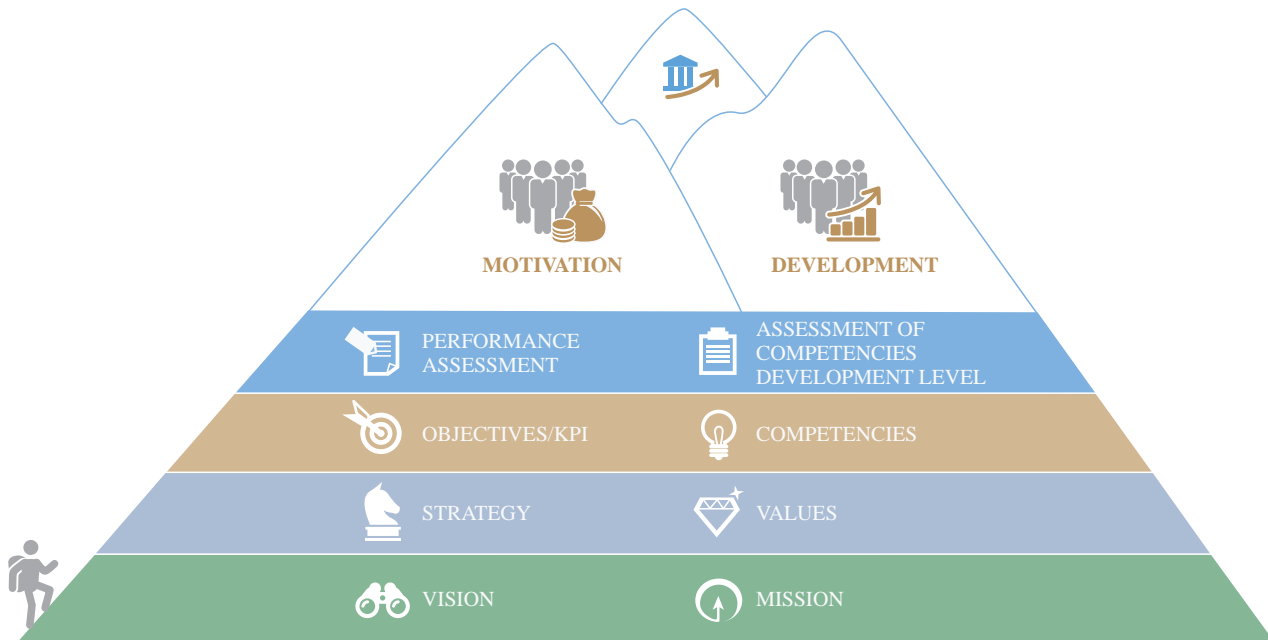 MOTIVATION
DEVELOPMENT
PERFORMANCE
ASSESSMENT
ASSESSMENT OF
COMPETENCIES
DEVELOPMENT LEVEL
OBJECTIVES/KPI
COMPETENCIES
STRATEGY
VALUES
VISION
MISSION